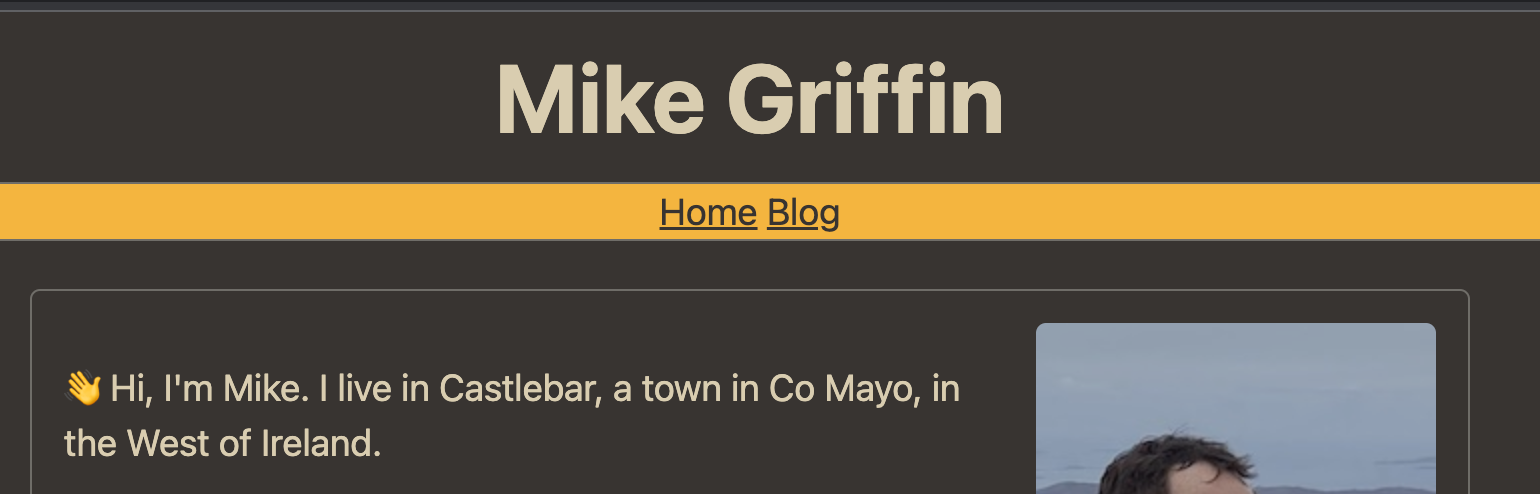 Mike Griffin
Home Blog
👋 Hi, I'm Mike. I live in Castlebar, a town in Co Mayo, in
the West of Ireland.